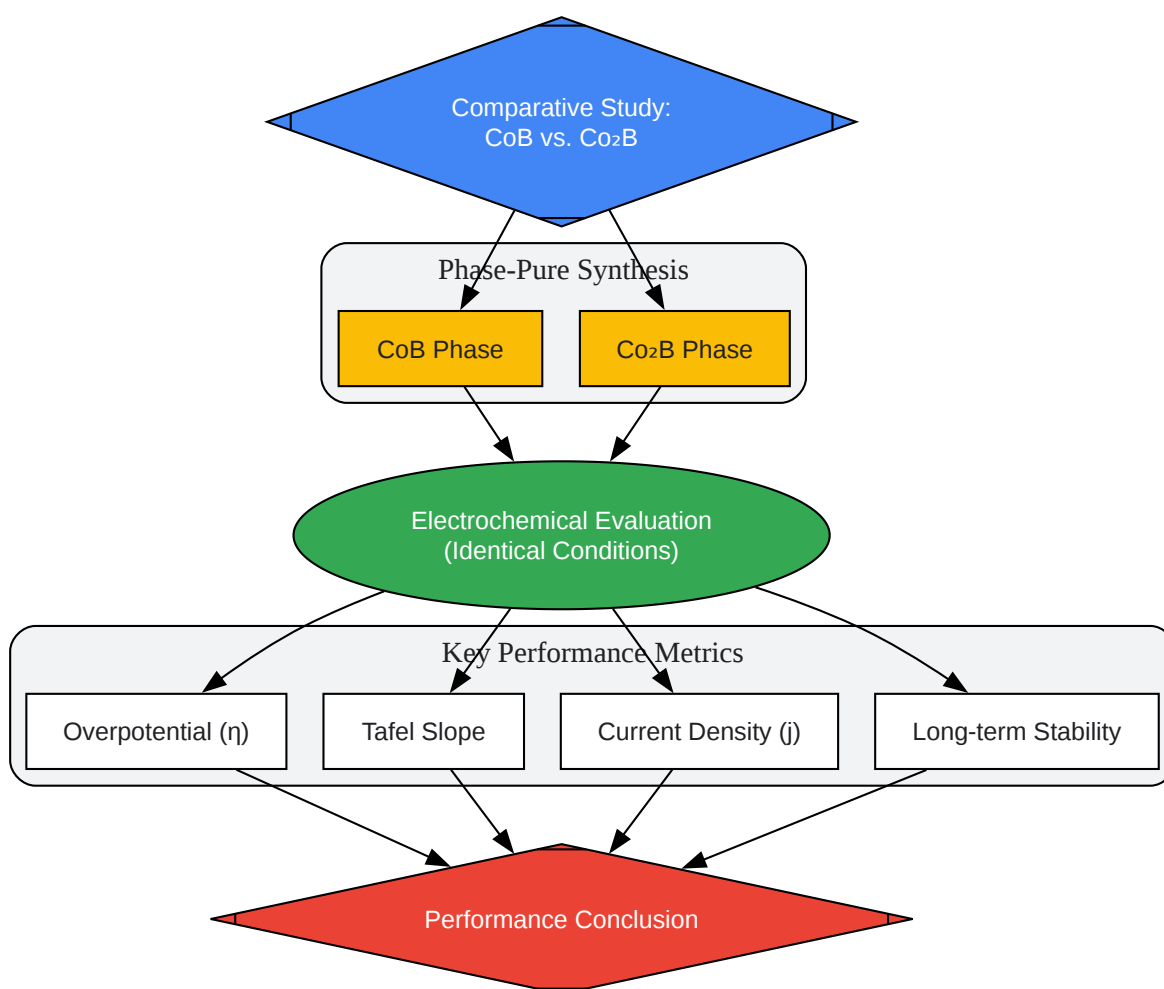 Comparative Study:
CoB vs. Co₂B
Phase-Pure Synthesis
CoB Phase
Co₂B Phase
Electrochemical Evaluation
(Identical Conditions)
Key Performance Metrics
Overpotential (η)
Tafel Slope
Current Density (j)
Long-term Stability
Performance Conclusion